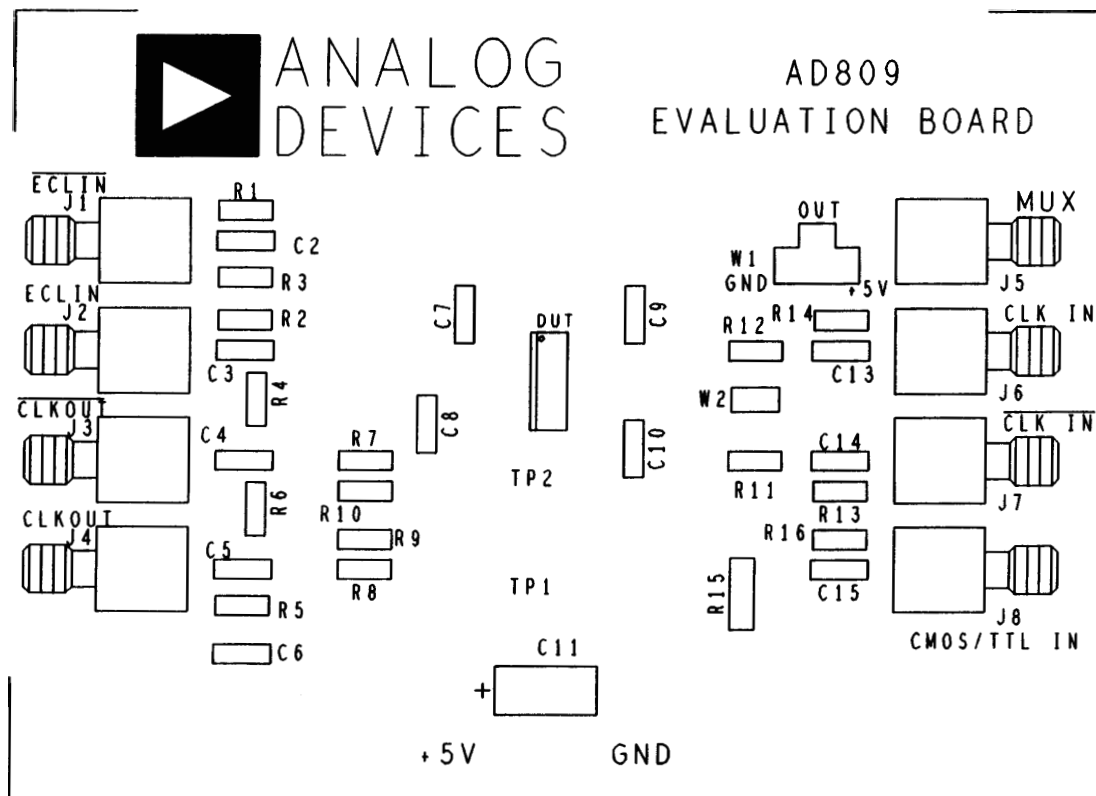 ANALOG
DEVICES
AD809
EVALUATION BOARD
ECLIN
J1
R1
C2
R3
ECLIN
J2
R2
C3
R4
CLKOUT
J3
C4
R6
CLKOUT
J4
C5
R5
C6
C7
C8
R7
R10
R9
R8
DUT
TP2
TP1
C9
C10
C11
+
+5V
GND
OUT
W1
GND
+5V
R12
R14
C13
W2
R11
C14
R13
R16
C15
R15
MUX
J5
CLK IN
J6
CLK IN
J7
J8
CMOS/TTL IN